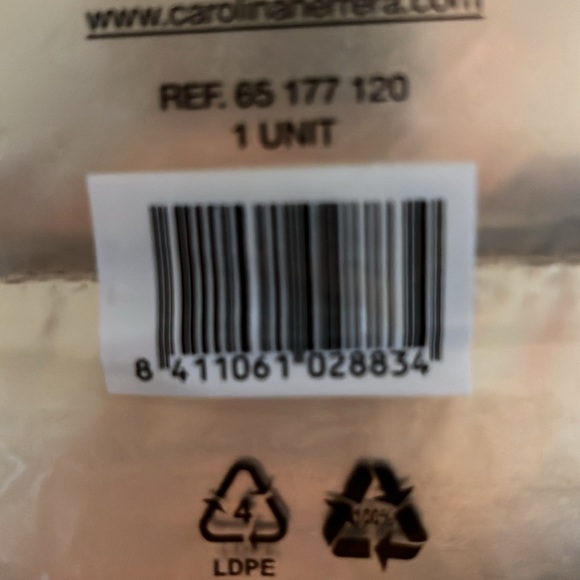 www.carolinaherrera.com
REF. 65 177 120
1 UNIT
8 411061 028834
4 100%
LDPE